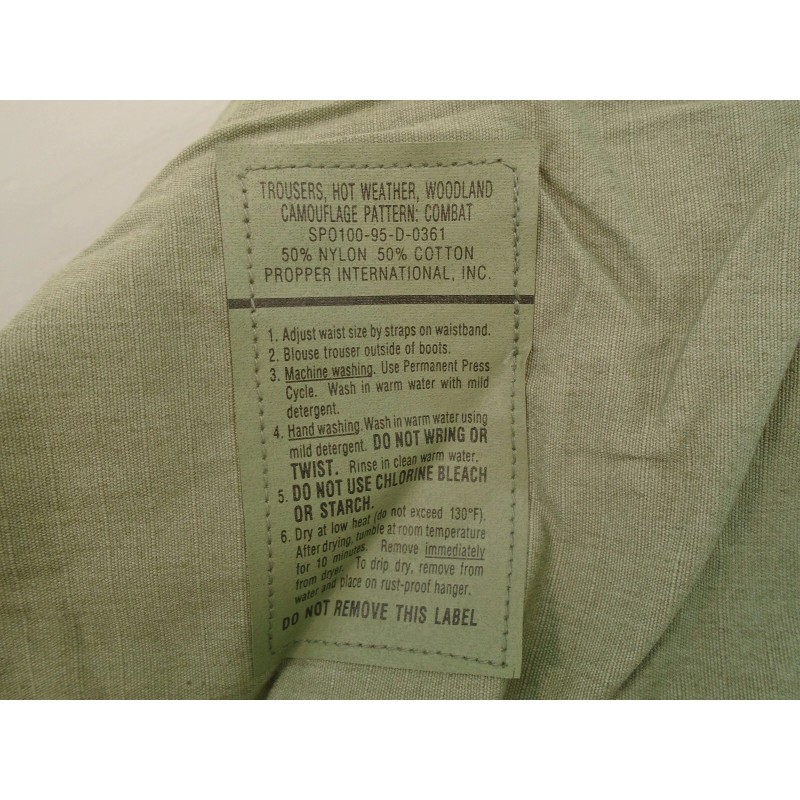 TROUSERS, HOT WEATHER, WOODLAND
CAMOUFLAGE PATTERN: COMBAT
SPO100-95-D-0361
50% NYLON 50% COTTON
PROPPER INTERNATIONAL, INC.
1. Adjust waist size by straps on waistband.
2. Blouse trouser outside of boots.
3. Machine washing. Use Permanent Press
Cycle. Wash in warm water with mild
detergent.
4. Hand washing. Wash in warm water using
mild detergent. DO NOT WRING OR
TWIST. Rinse in clean warm water.
5. DO NOT USE CHLORINE BLEACH
OR STARCH.
6. Dry at low heat (do not exceed 130°F).
After drying, tumble at room temperature
for 10 minutes. Remove immediately
from dryer. To drip dry, remove from
water and place on rust-proof hanger.
DO NOT REMOVE THIS LABEL